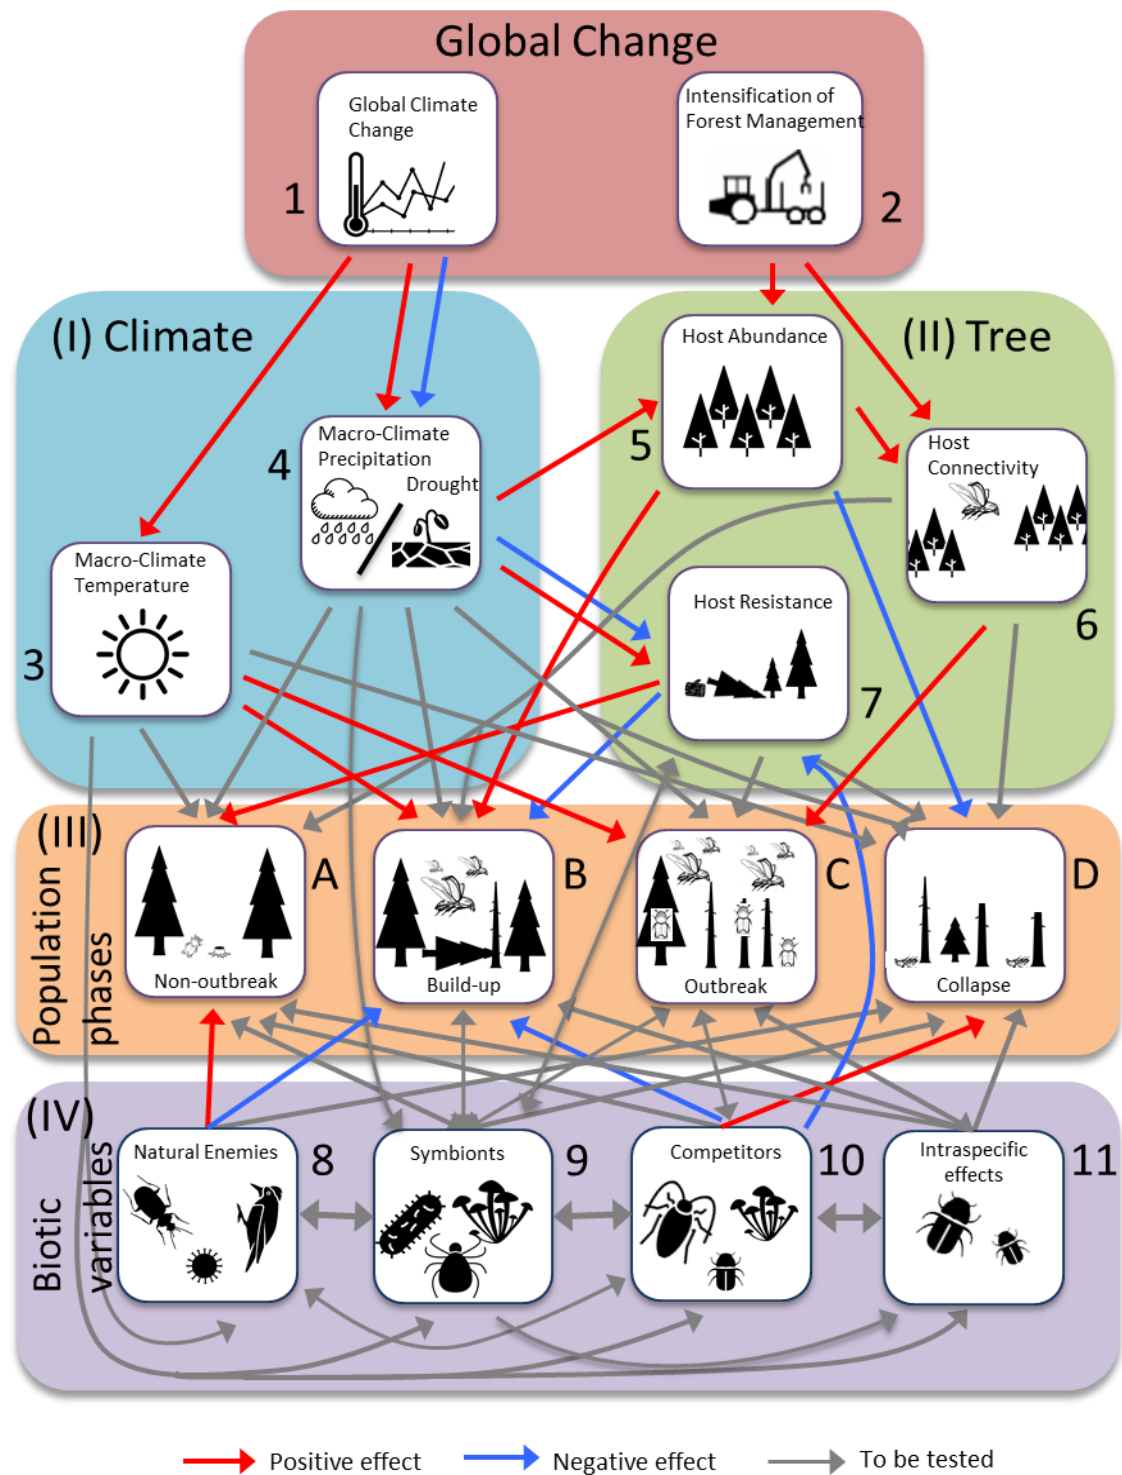 Global Change
Global Climate
Change
1
Intensification of
Forest Management
2
(I) Climate
(II) Tree
Macro-Climate
Precipitation
Drought
4
Host Abundance
5
Host
Connectivity
6
Macro-Climate
Temperature
3
Host Resistance
7
(III)
Population
phases
A
Non-outbreak
B
Build-up
C
Outbreak
D
Collapse
(IV)
Biotic
variables
Natural Enemies
8
Symbionts
9
Competitors
10
Intraspecific
effects
11
Positive effect
Negative effect
To be tested